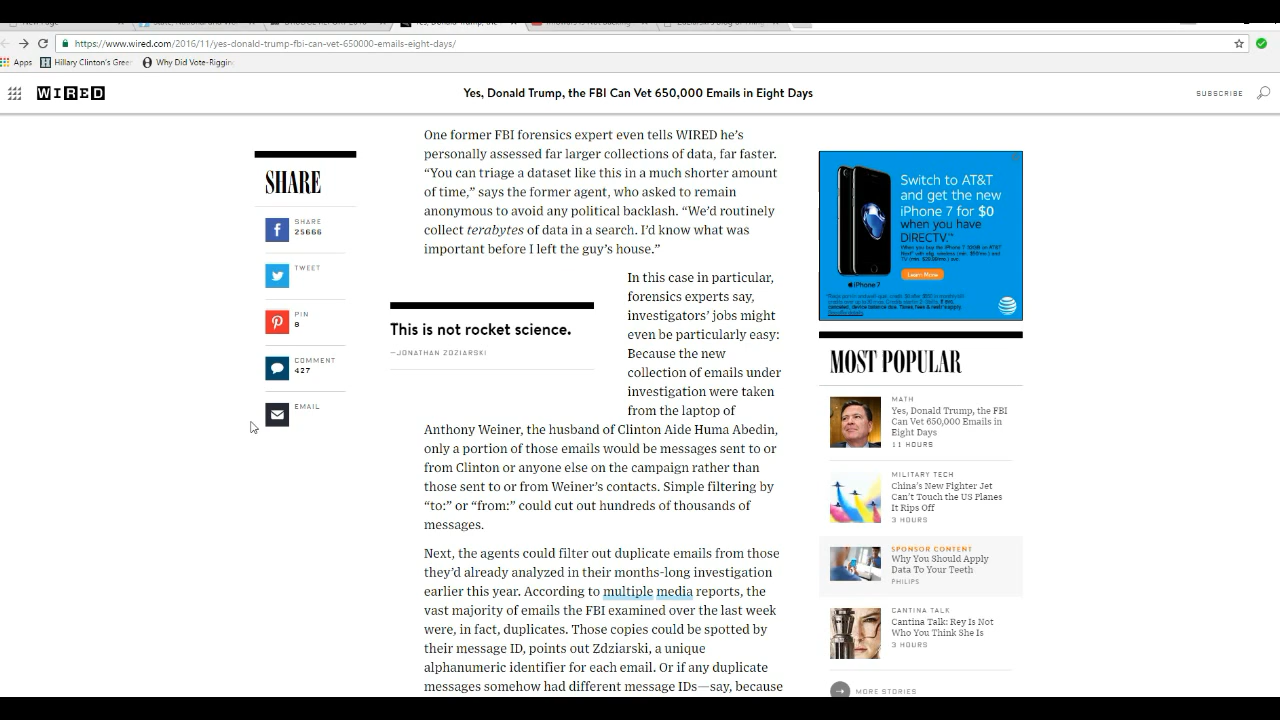 https://www.wired.com/2016/11/yes-donald-trump-fbi-can-vet-650000-emails-eight-days/
Apps
Hillary Clinton's Gree
Why Did Vote-Riggin
WIRED
Yes, Donald Trump, the FBI Can Vet 650,000 Emails in Eight Days
SUBSCRIBE
SHARE
SHARE
25666
TWEET
PIN
8
COMMENT
427
EMAIL
One former FBI forensics expert even tells WIRED he's
personally assessed far larger collections of data, far faster.
“You can triage a dataset like this in a much shorter amount
of time,” says the former agent, who asked to remain
anonymous to avoid any political backlash. “We'd routinely
collect terabytes of data in a search. I'd know what was
important before I left the guy's house.”
This is not rocket science.
—JONATHAN ZDZIARSKI
In this case in particular,
forensics experts say,
investigators' jobs might
even be particularly easy:
Because the new
collection of emails under
investigation were taken
from the laptop of
Anthony Weiner, the husband of Clinton Aide Huma Abedin,
only a portion of those emails would be messages sent to or
from Clinton or anyone else on the campaign rather than
those sent to or from Weiner's contacts. Simple filtering by
“to:” or “from:” could cut out hundreds of thousands of
messages.
Next, the agents could filter out duplicate emails from those
they'd already analyzed in their months-long investigation
earlier this year. According to multiple media reports, the
vast majority of emails the FBI examined over the last week
were, in fact, duplicates. Those copies could be spotted by
their message ID, points out Zdziarski, a unique
alphanumeric identifier for each email. Or if any duplicate
messages somehow had different message IDs—say, because
Switch to AT&T
and get the new
iPhone 7 for $0
when you have
DIRECTV.
Learn More
iPhone 7
MOST POPULAR
MATH
Yes, Donald Trump, the FBI
Can Vet 650,000 Emails in
Eight Days
11 HOURS
MILITARY TECH
China's New Fighter Jet
Can't Touch the US Planes
It Rips Off
3 HOURS
SPONSOR CONTENT
Why You Should Apply
Data To Your Teeth
PHILIPS
CANTINA TALK
Cantina Talk: Rey Is Not
Who You Think She Is
3 HOURS
MORE STORIES